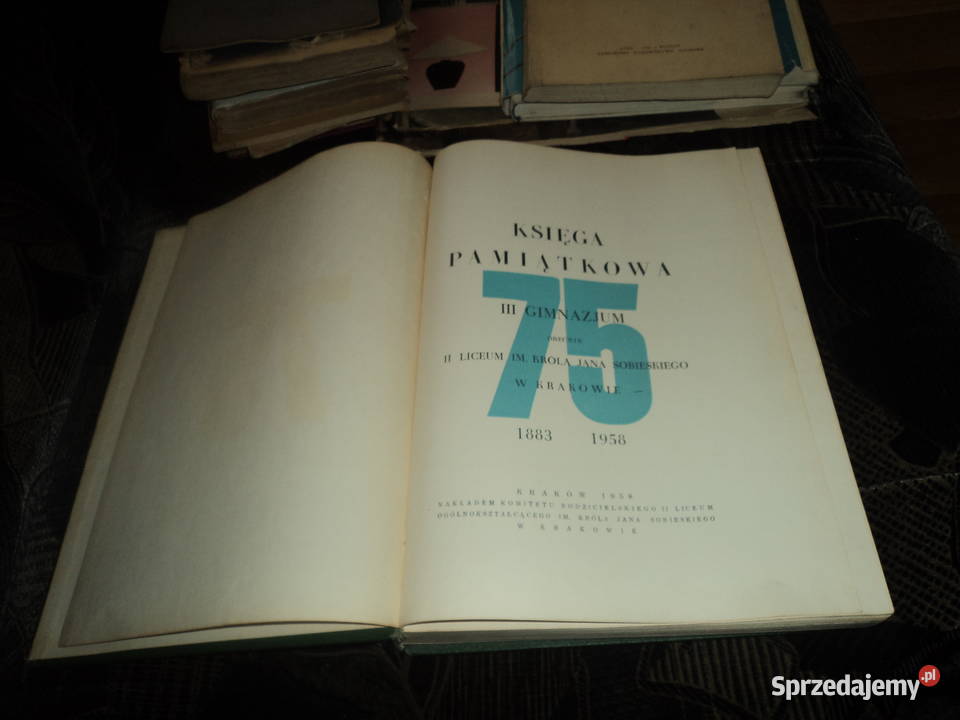 KSIĘGA
PAMIĄTKOWA
75
III GIMNAZJUM
OBECNIE
II LICEUM IM. KRÓLA JANA SOBIESKIEGO
W KRAKOWIE
1883 1958
KRAKÓW 1958
NAKŁADEM KOMITETU RODZICIELSKIEGO II LICEUM
OGÓLNOKSZTAŁCĄCEGO IM. KRÓLA JANA SOBIESKIEGO
W KRAKOWIE
Sprzedajemy.pl